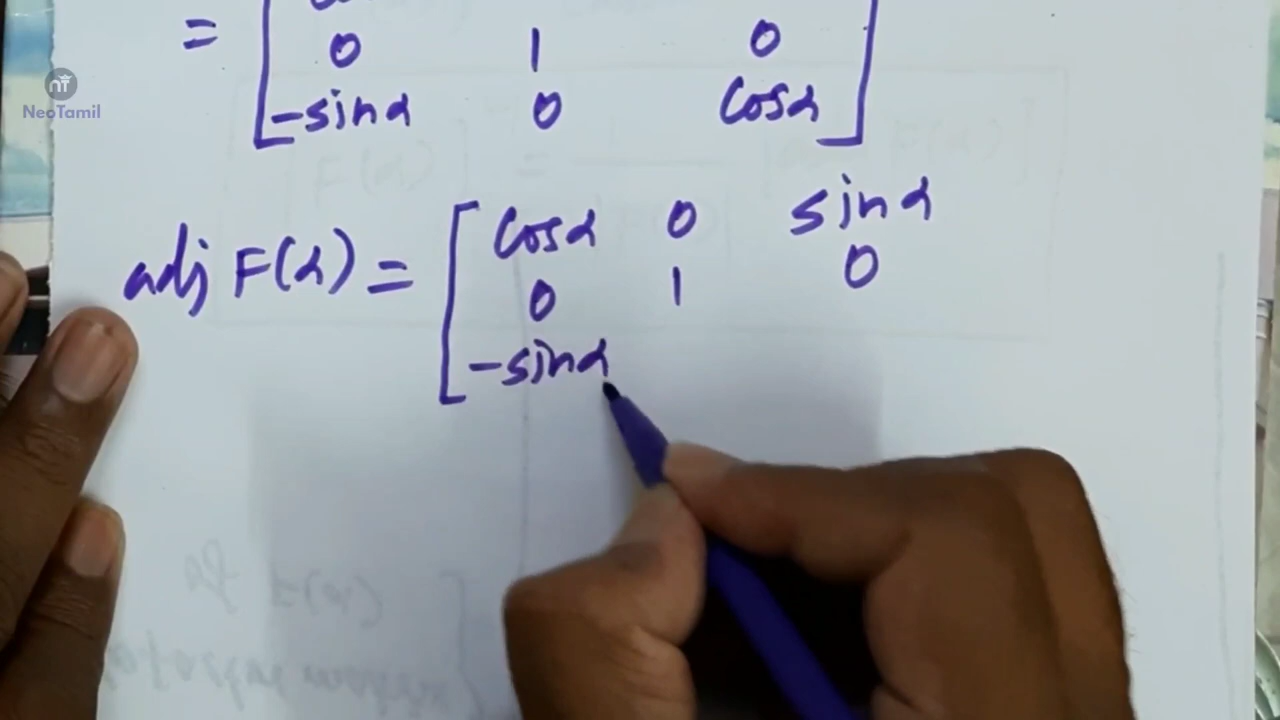 = 0 1 0
-sinα 0 cosα
NeoTamil
adj F(α) = [ cosα 0 sinα
0 1 0
-sinα